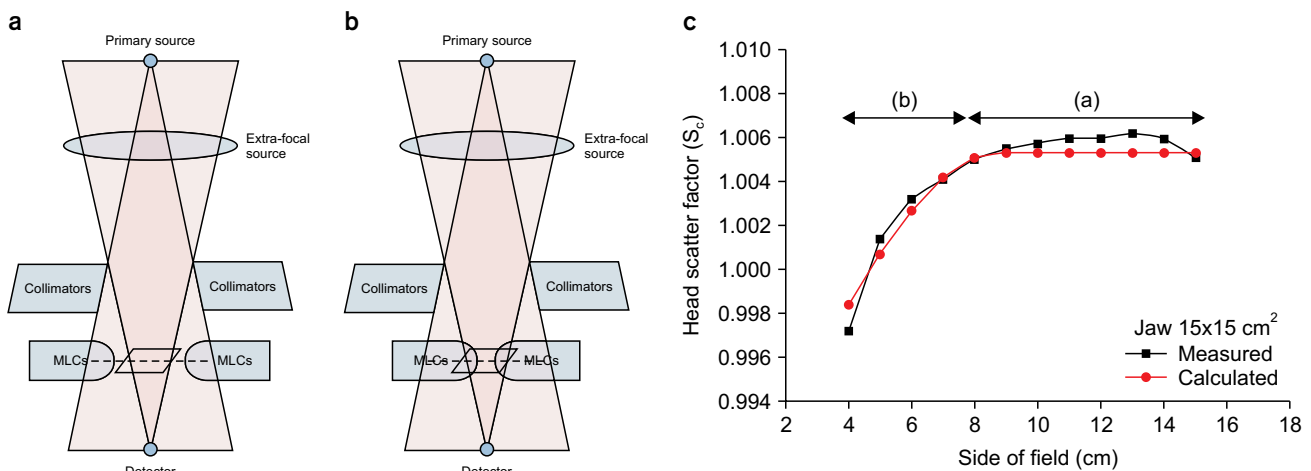 a
Primary source
Extra-focal
source
Collimators
Collimators
MLCs
MLCs
Detector
b
Primary source
Extra-focal
source
Collimators
Collimators
MLCs
MLCs
Detector
c
Head scatter factor (Sc)
1.010
1.008
1.006
1.004
1.002
1.000
0.998
0.996
0.994
(b)
(a)
Jaw 15x15 cm²
Measured
Calculated
2 4 6 8 10 12 14 16 18
Side of field (cm)